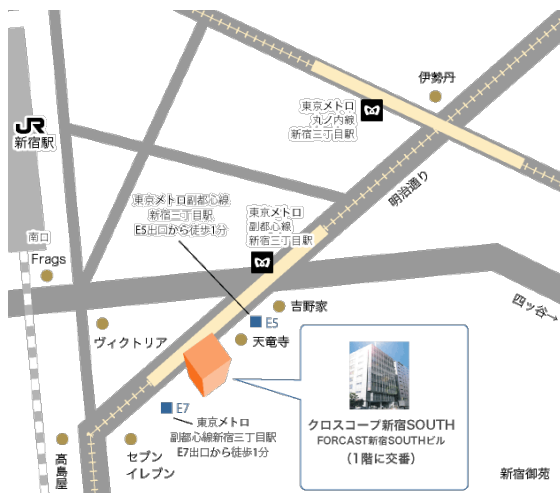 伊勢丹
東京メトロ
丸ノ内線
新宿三丁目駅
JR
新宿駅
明治通り
東京メトロ副都心線
新宿三丁目駅
E5出口から徒歩1分
東京メトロ
副都心線
新宿三丁目駅
南口
Frags
四ッ谷→
吉野家
E5
ヴィクトリア
天竜寺
E7
東京メトロ
副都心線新宿三丁目駅
E7出口から徒歩1分
クロスコープ新宿SOUTH
FORCAST新宿SOUTHビル
(1階に交番)
高島屋
セブン
イレブン
新宿御苑